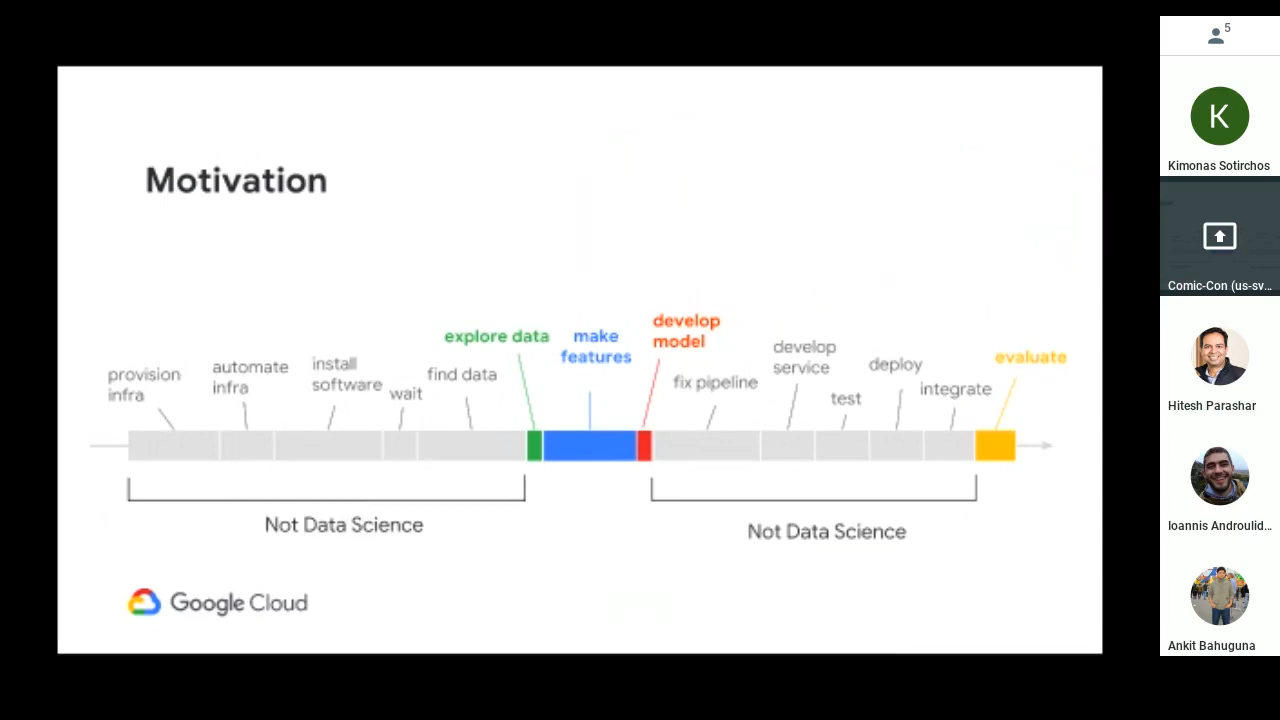 Motivation
explore data
make
features
develop
model
provision
infra
automate
infra
install
software
wait
find data
fix pipeline
develop
service
test
deploy
integrate
evaluate
Not Data Science
Not Data Science
Google Cloud
5
K
Kimonas Sotirchos
Comic-Con (us-sv...
Hitesh Parashar
Ioannis Androulid...
Ankit Bahuguna